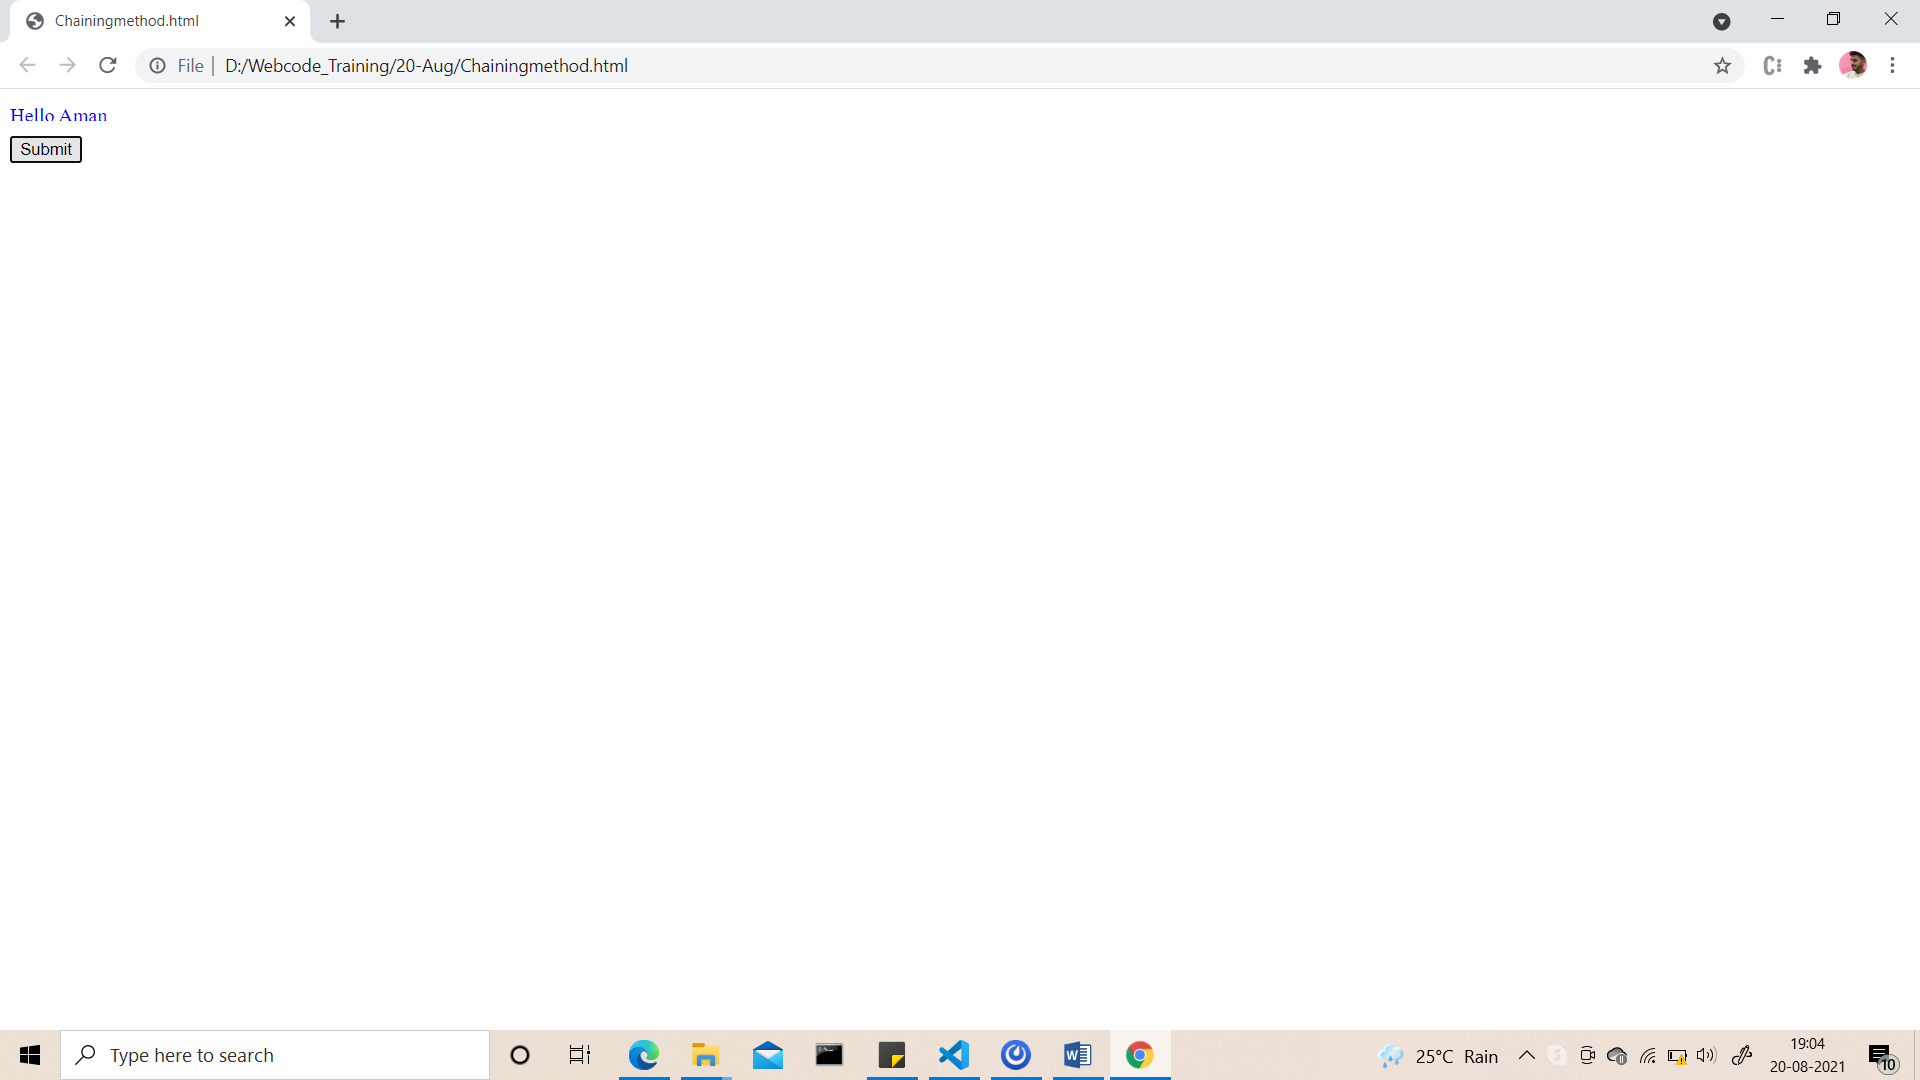 Chainingmethod.html
File | D:/Webcode_Training/20-Aug/Chainingmethod.html
Hello Aman
Submit
Type here to search
25°C Rain
19:04
20-08-2021
10